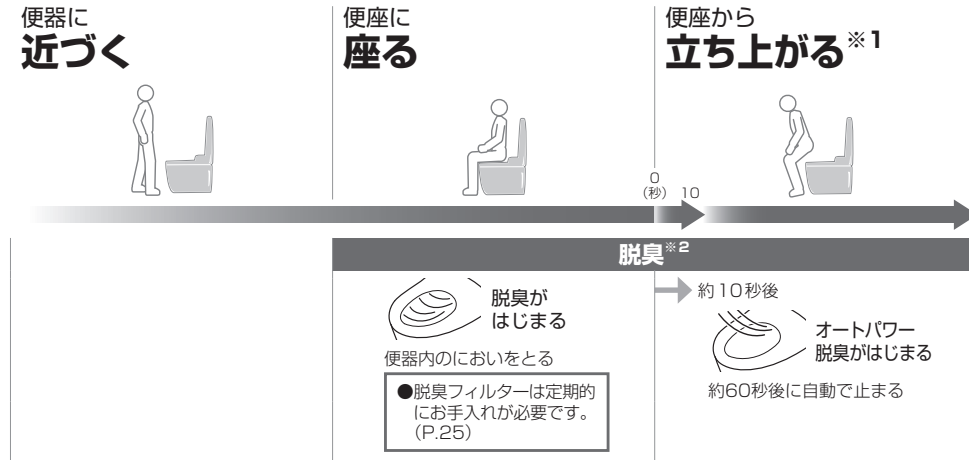 便器に
近づく
便座に
座る
便座から
立ち上がる※1
0
(秒)
10
脱臭※2
脱臭が
はじまる
便器内のにおいをとる
●脱臭フィルターは定期的
にお手入れが必要です。
(P.25)
約10秒後
オートパワー
脱臭がはじまる
約60秒後に自動で止まる